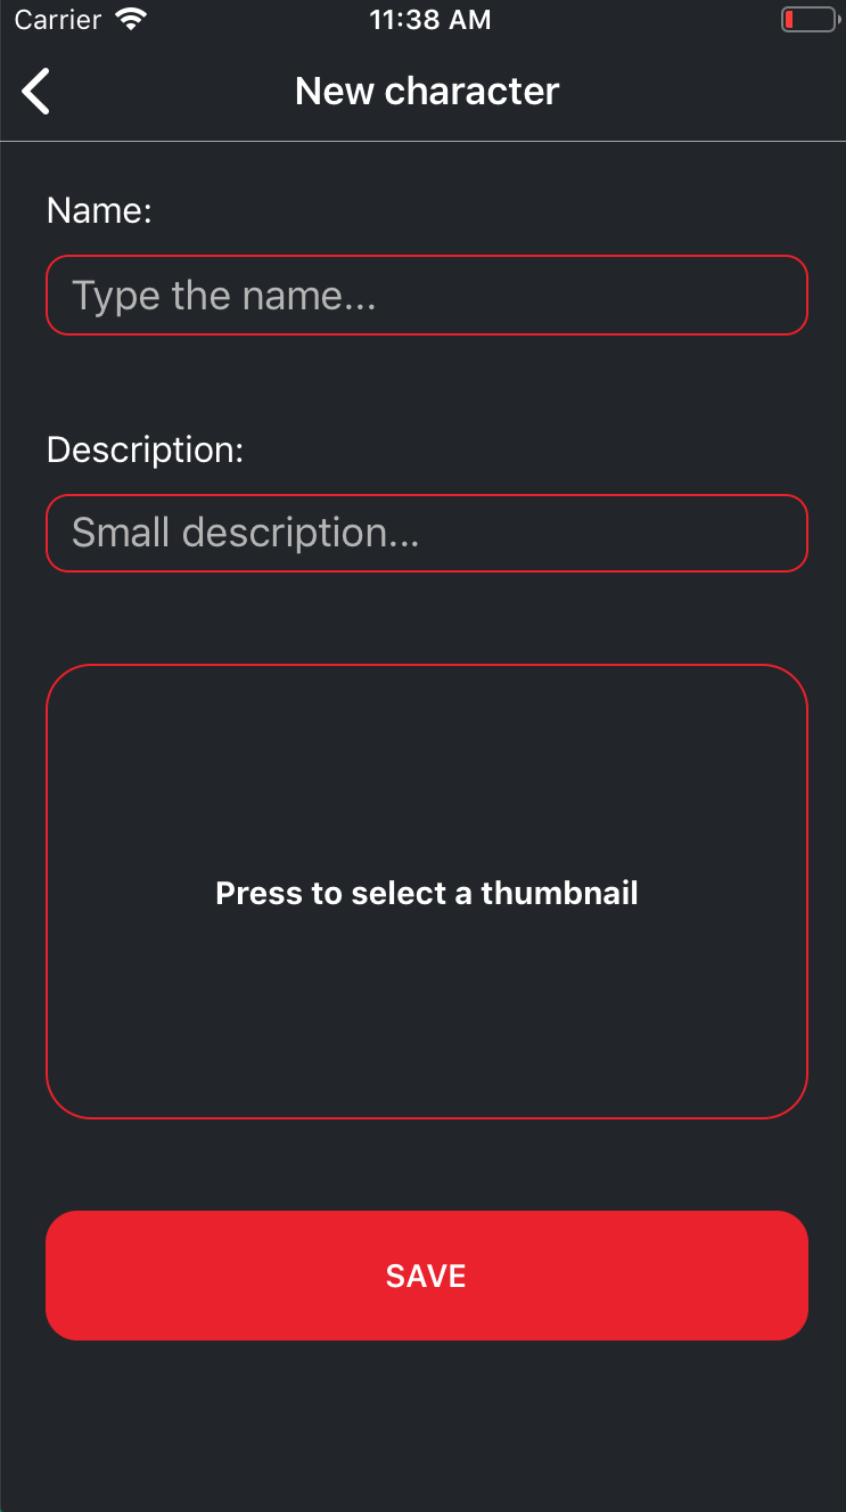 Carrier
11:38 AM
New character
Name:
Type the name...
Description:
Small description...
Press to select a thumbnail
SAVE